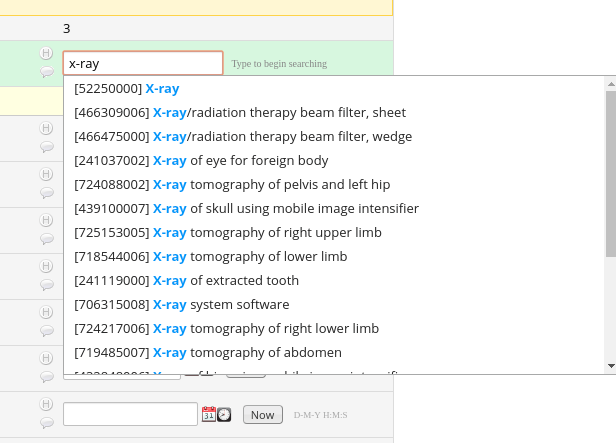 3
H
x-ray
Type to begin searching
[52250000] X-ray
[466309006] X-ray/radiation therapy beam filter, sheet
[466475000] X-ray/radiation therapy beam filter, wedge
[241037002] X-ray of eye for foreign body
H
[724088002] X-ray tomography of pelvis and left hip
H
[439100007] X-ray of skull using mobile image intensifier
H
[725153005] X-ray tomography of right upper limb
[718544006] X-ray tomography of lower limb
H
[241119000] X-ray of extracted tooth
[706315008] X-ray system software
H
[724217006] X-ray tomography of right lower limb
[719485007] X-ray tomography of abdomen
H
H
31
Now
D-M-Y H:M:S